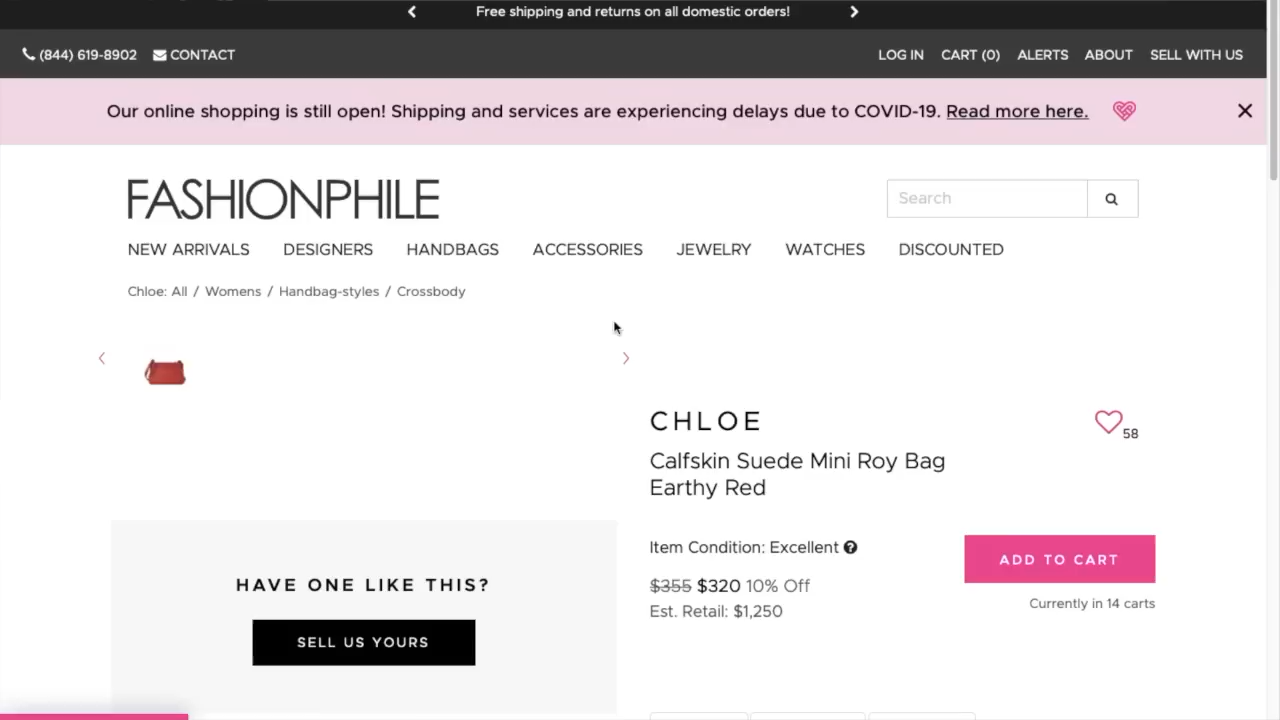 Free shipping and returns on all domestic orders!
(844) 619-8902 CONTACT LOG IN CART (0) ALERTS ABOUT SELL WITH US
Our online shopping is still open! Shipping and services are experiencing delays due to COVID-19. Read more here.
FASHIONPHILE
Search
NEW ARRIVALS DESIGNERS HANDBAGS ACCESSORIES JEWELRY WATCHES DISCOUNTED
Chloe: All / Womens / Handbag-styles / Crossbody
CHLOE
58
Calfskin Suede Mini Roy Bag
Earthy Red
Item Condition: Excellent
ADD TO CART
$355 $320 10% Off
Currently in 14 carts
Est. Retail: $1,250
HAVE ONE LIKE THIS?
SELL US YOURS